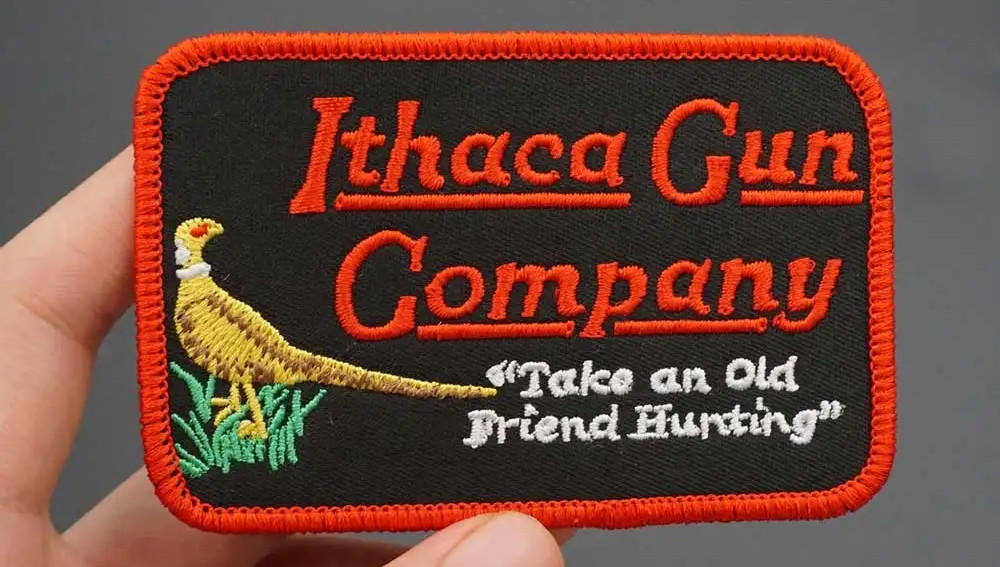 Ithaca Gun
Company
“Take an Old
Friend Hunting”